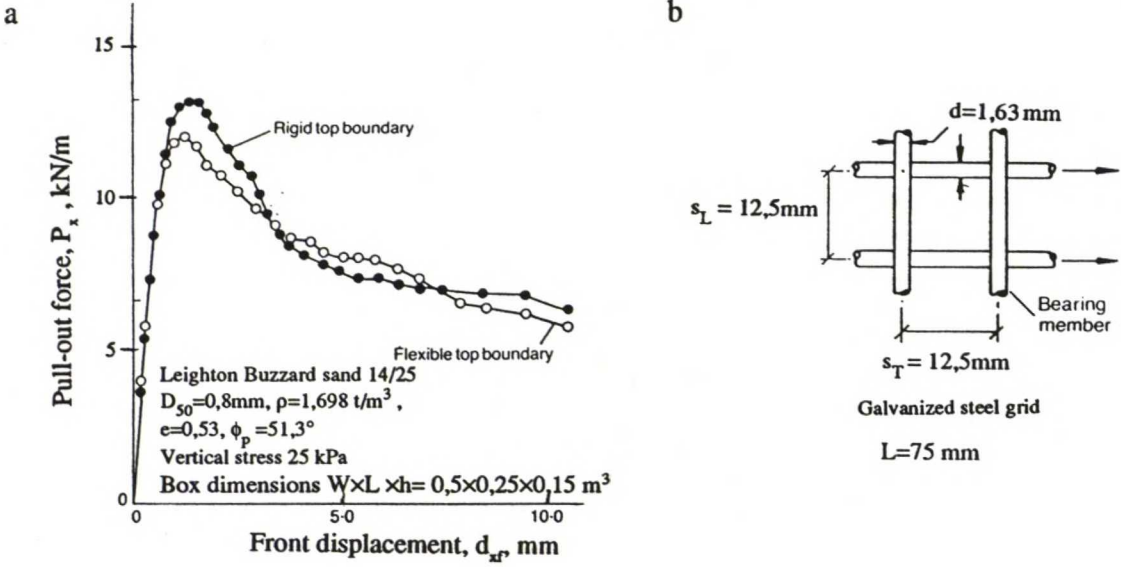 a
b
15
10
5
0
Pull-out force, Pₓ , kN/m
Rigid top boundary
Flexible top boundary
Leighton Buzzard sand 14/25
D₅₀=0,8mm, ρ=1,698 t/m³ ,
e=0,53, ϕₚ =51,3°
Vertical stress 25 kPa
Box dimensions W×L ×h= 0,5×0,25×0,15 m³
0
5·0
10·0
Front displacement, d_xf, mm
d=1,63mm
s_L = 12,5mm
Bearing
member
s_T= 12,5mm
Galvanized steel grid
L=75 mm